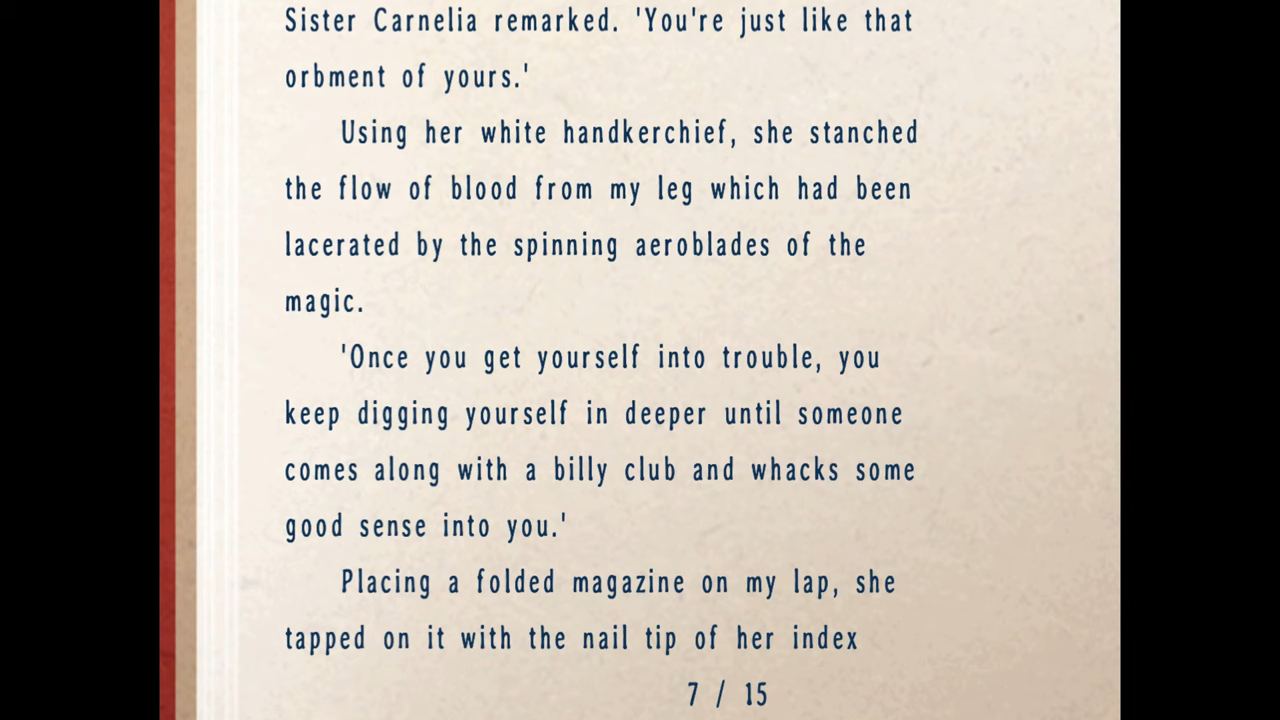 Sister Carnelia remarked. 'You're just like that
orbment of yours.'
Using her white handkerchief, she stanched
the flow of blood from my leg which had been
lacerated by the spinning aeroblades of the
magic.
'Once you get yourself into trouble, you
keep digging yourself in deeper until someone
comes along with a billy club and whacks some
good sense into you.'
Placing a folded magazine on my lap, she
tapped on it with the nail tip of her index
7 / 15